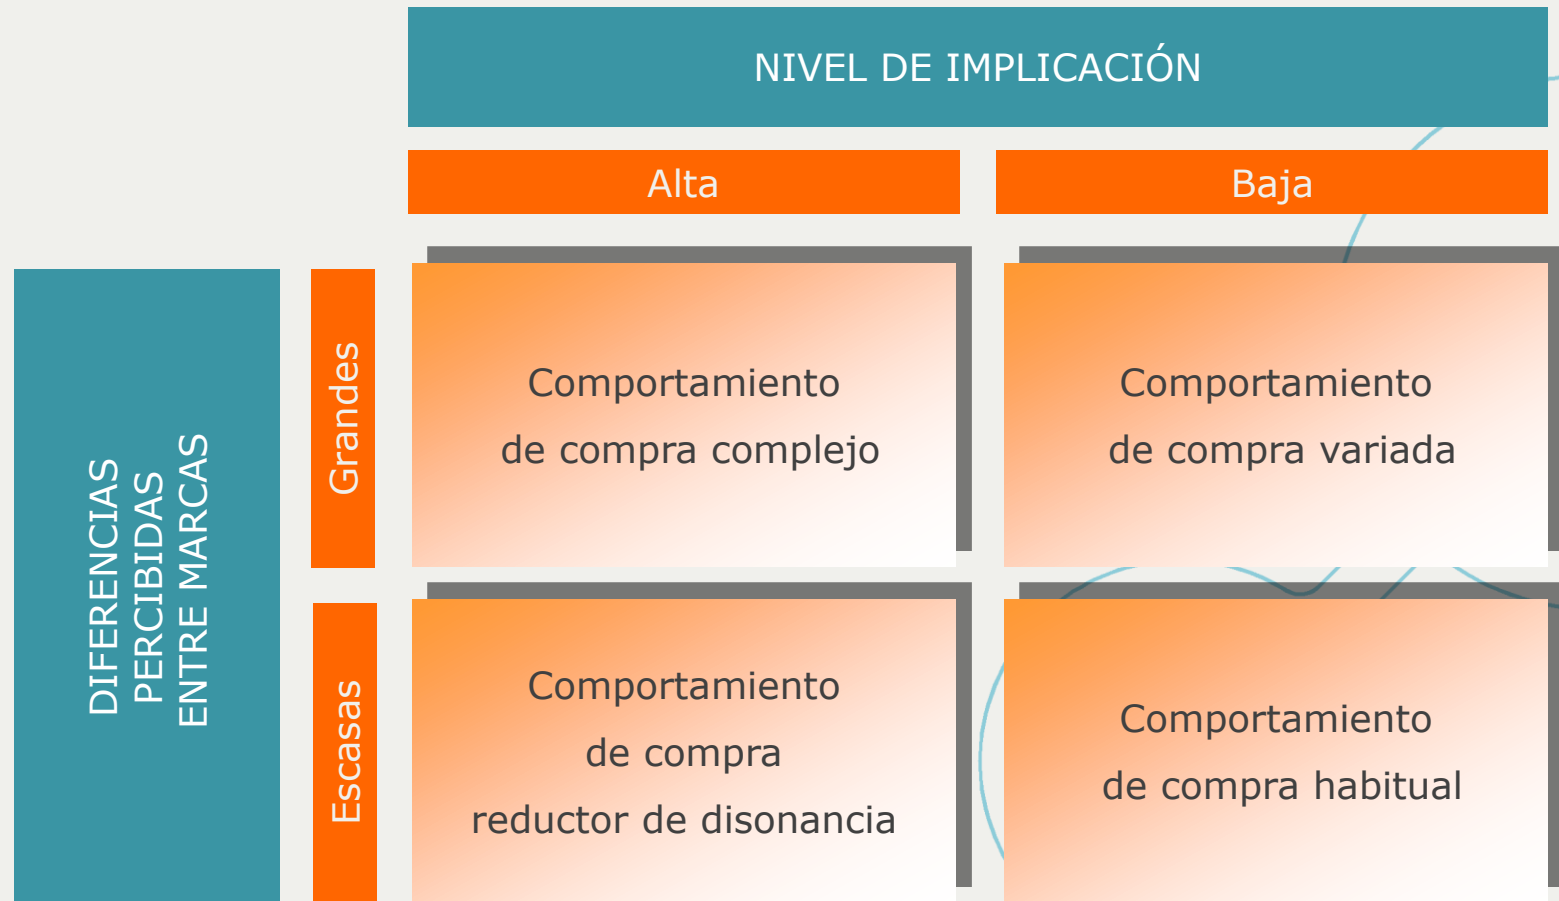 NIVEL DE IMPLICACIÓN
Alta
Baja
DIFERENCIAS
PERCIBIDAS
ENTRE MARCAS
Grandes
Comportamiento
de compra complejo
Comportamiento
de compra variada
Escasas
Comportamiento
de compra
reductor de disonancia
Comportamiento
de compra habitual